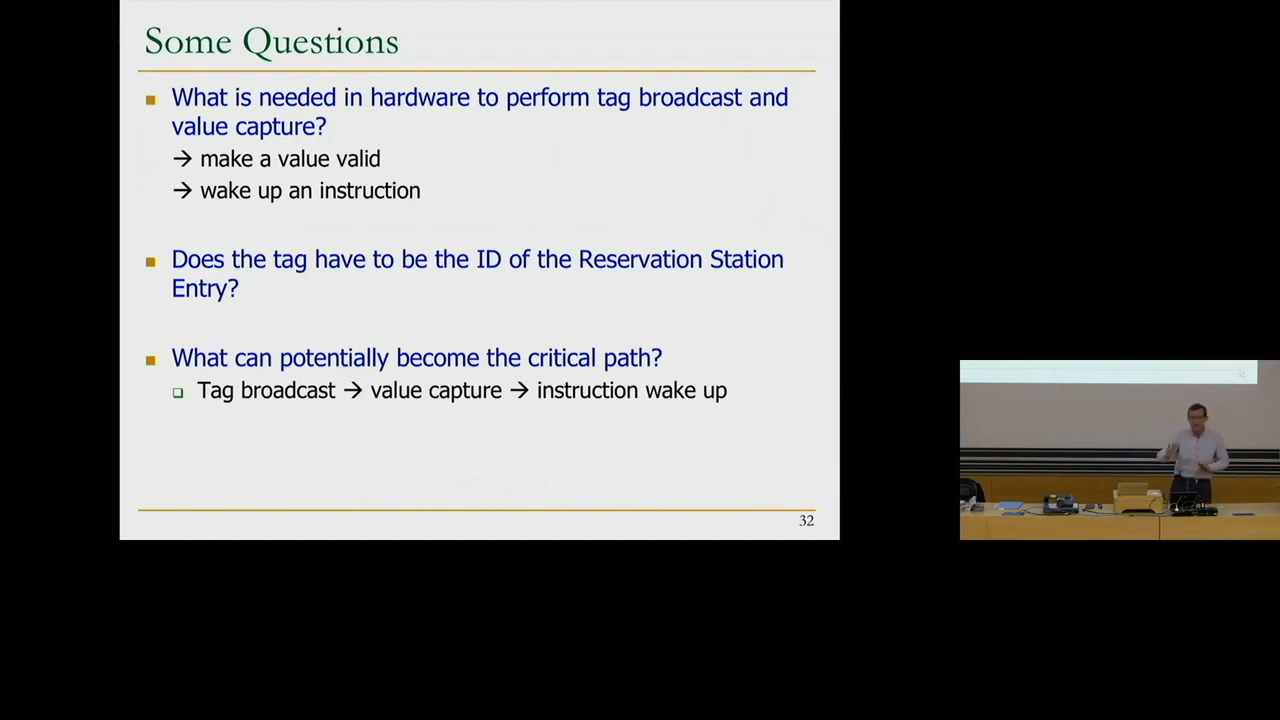 Some Questions
What is needed in hardware to perform tag broadcast and
value capture?
→ make a value valid
→ wake up an instruction
Does the tag have to be the ID of the Reservation Station
Entry?
What can potentially become the critical path?
Tag broadcast → value capture → instruction wake up
32